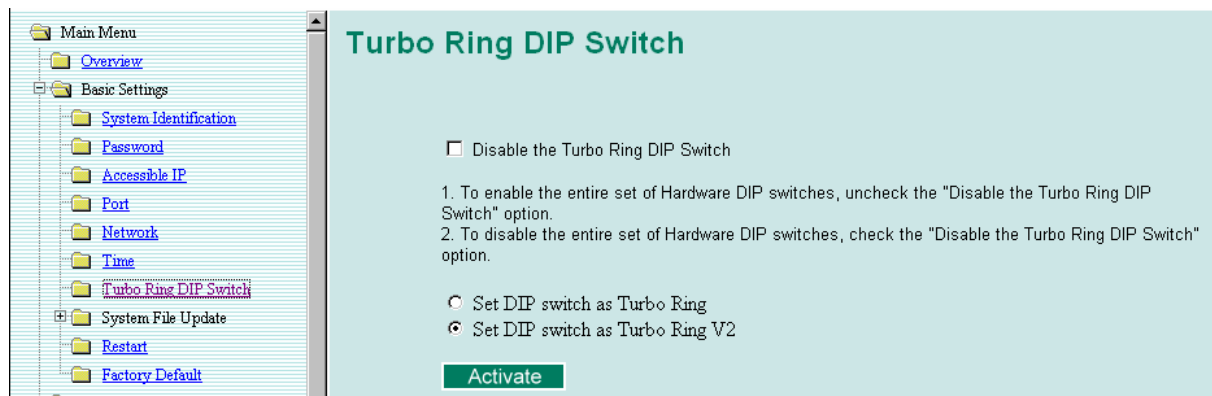 Main Menu
Overview
Basic Settings
System Identification
Password
Accessible IP
Port
Network
Time
Turbo Ring DIP Switch
System File Update
Restart
Factory Default
Turbo Ring DIP Switch
Disable the Turbo Ring DIP Switch
1. To enable the entire set of Hardware DIP switches, uncheck the "Disable the Turbo Ring DIP
Switch" option.
2. To disable the entire set of Hardware DIP switches, check the "Disable the Turbo Ring DIP Switch"
option.
Set DIP switch as Turbo Ring
Set DIP switch as Turbo Ring V2
Activate